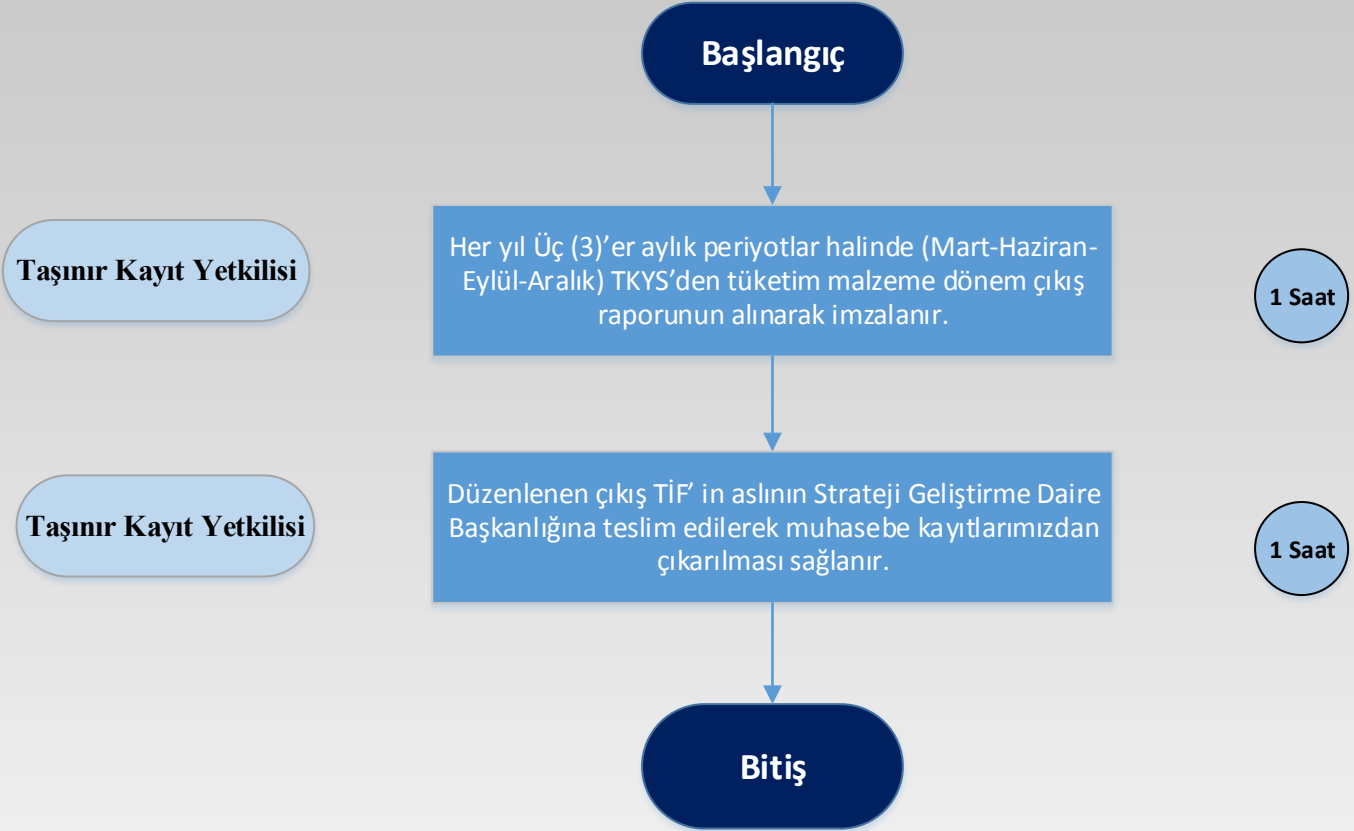 Başlangıç
Taşınır Kayıt Yetkilisi
Her yıl Üç (3)’er aylık periyotlar halinde (Mart-Haziran-
Eylül-Aralık) TKYS’den tüketim malzeme dönem çıkış
raporunun alınarak imzalanır.
1 Saat
Taşınır Kayıt Yetkilisi
Düzenlenen çıkış TİF’ in aslının Strateji Geliştirme Daire
Başkanlığına teslim edilerek muhasebe kayıtlarımızdan
çıkarılması sağlanır.
1 Saat
Bitiş